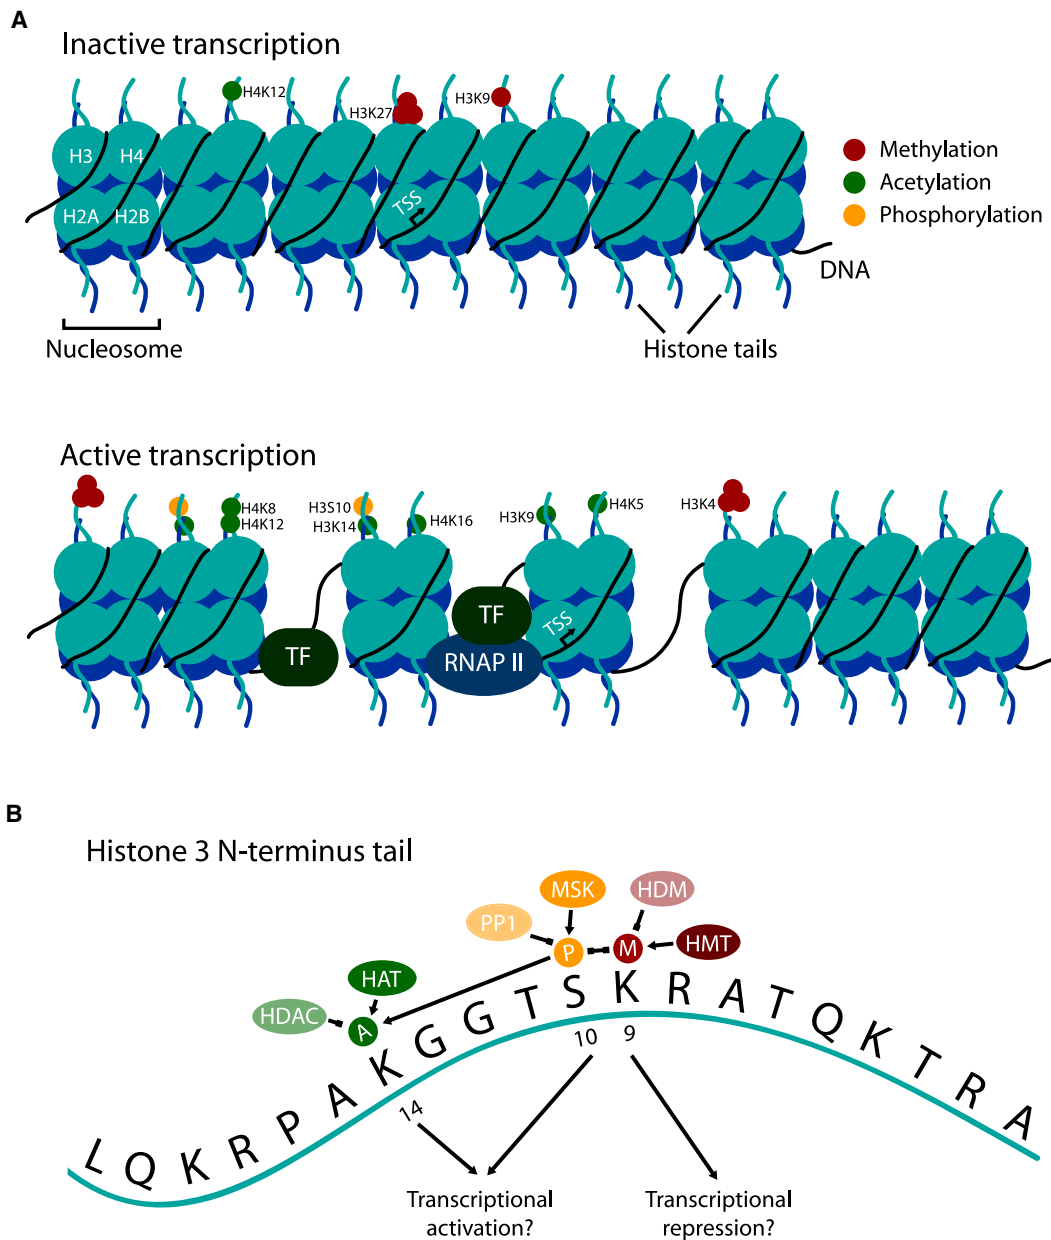 A
Inactive transcription
H4K12
H3K27
H3K9
H3 H4
H2A H2B
TSS
Methylation
Acetylation
Phosphorylation
DNA
Nucleosome
Histone tails
Active transcription
H4K8
H4K12
H3S10
H3K14
H4K16
H3K9
H4K5
H3K4
TF
TF
RNAP II
TSS
B
Histone 3 N-terminus tail
MSK
HDM
PP1
HMT
P
M
HAT
HDAC
A
L Q K R P A K G G T S K R A T Q K T R A
10 9
14
Transcriptional
activation?
Transcriptional
repression?